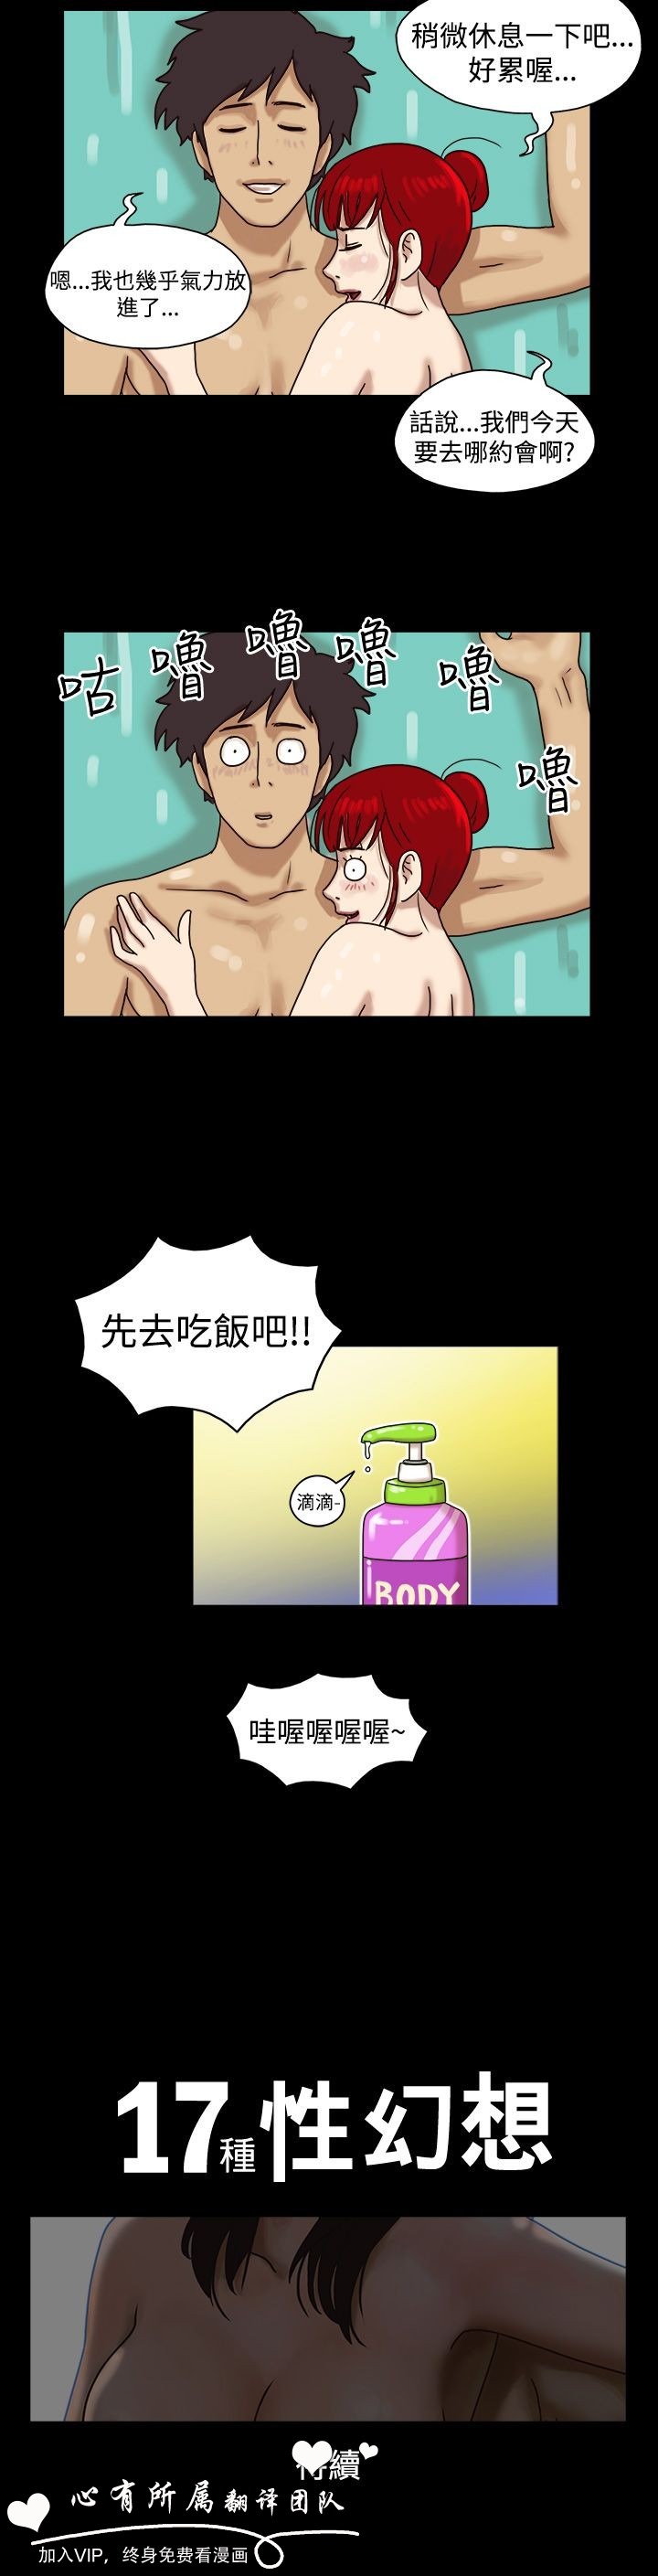 稍微休息一下吧...
好累喔...
嗯...我也幾乎氣力放
進了...
話說...我們今天
要去哪約會啊?
咕嚕嚕嚕嚕嚕
先去吃飯吧!!
滴滴-
BODY
哇喔喔喔喔~
17種性幻想
待續
心有所属翻译团队
加入VIP，终身免费看漫画